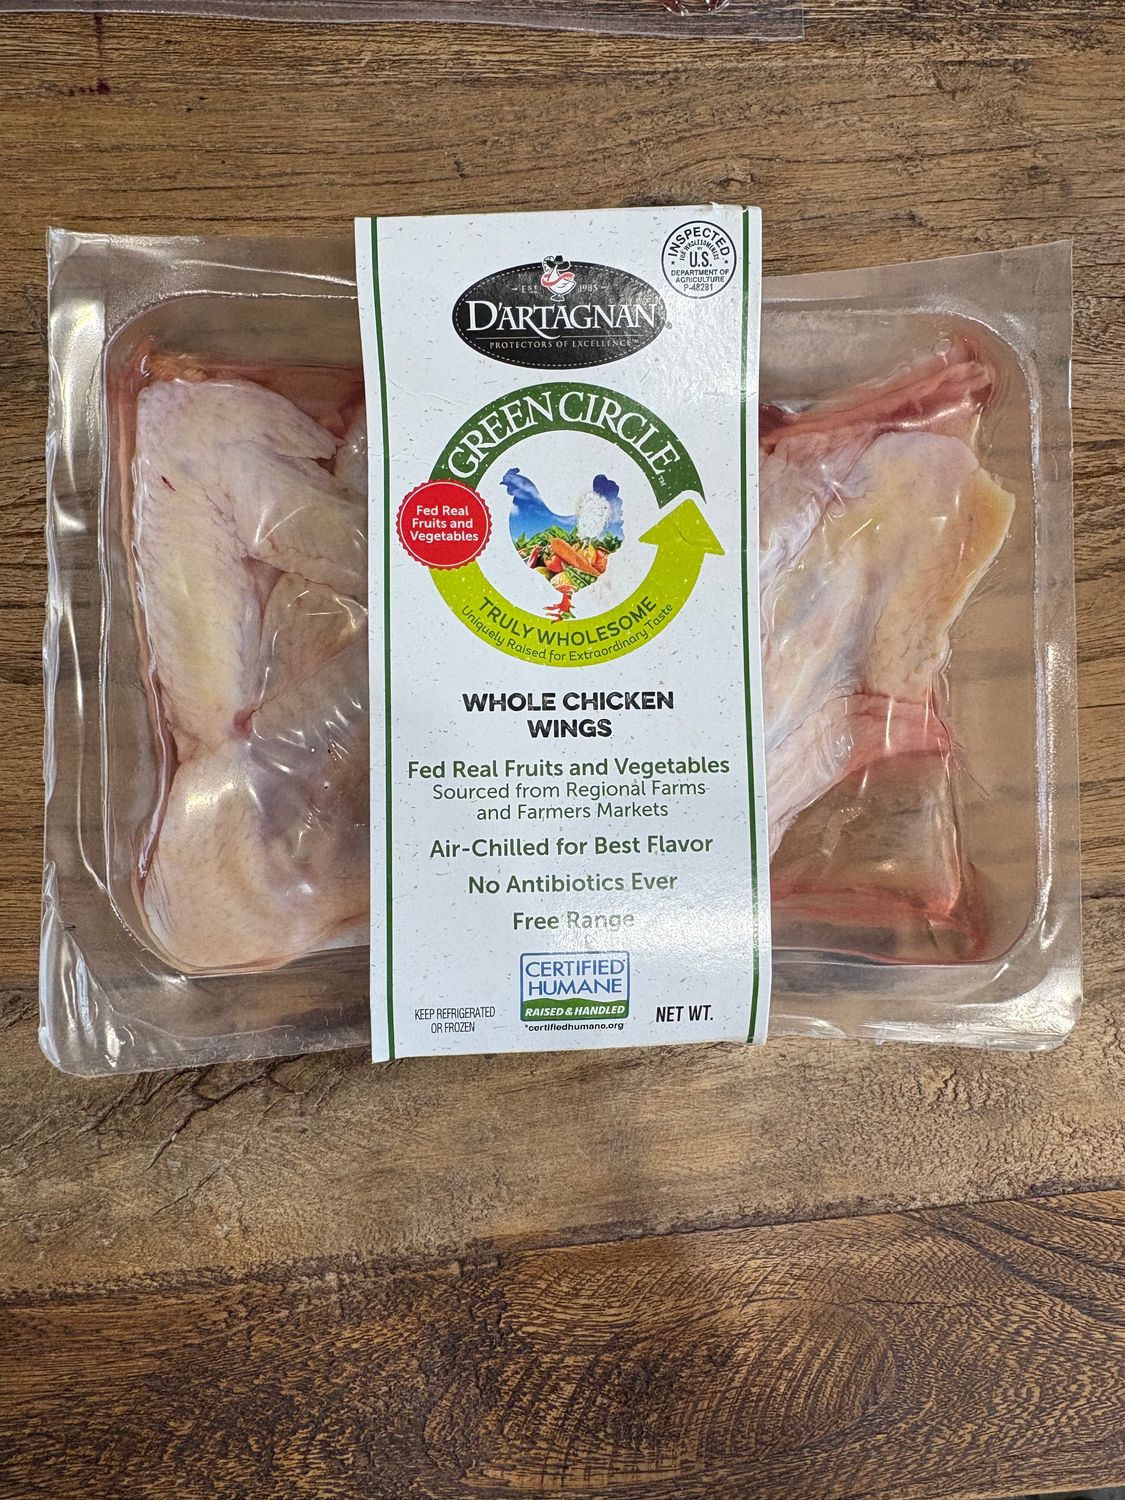 INSPECTED
FOR WHOLESOMENESS
BY
U.S.
DEPARTMENT OF
AGRICULTURE
P-48281
EST 1985
D'ARTAGNAN®
PROTECTORS OF EXCELLENCE™
GREEN CIRCLE™
Fed Real
Fruits and
Vegetables
TRULY WHOLESOME
Uniquely Raised for Extraordinary Taste
WHOLE CHICKEN
WINGS
Fed Real Fruits and Vegetables
Sourced from Regional Farms
and Farmers Markets
Air-Chilled for Best Flavor
No Antibiotics Ever
Free Range
CERTIFIED
HUMANE
RAISED & HANDLED
*certifiedhumane.org
KEEP REFRIGERATED
OR FROZEN
NET WT.